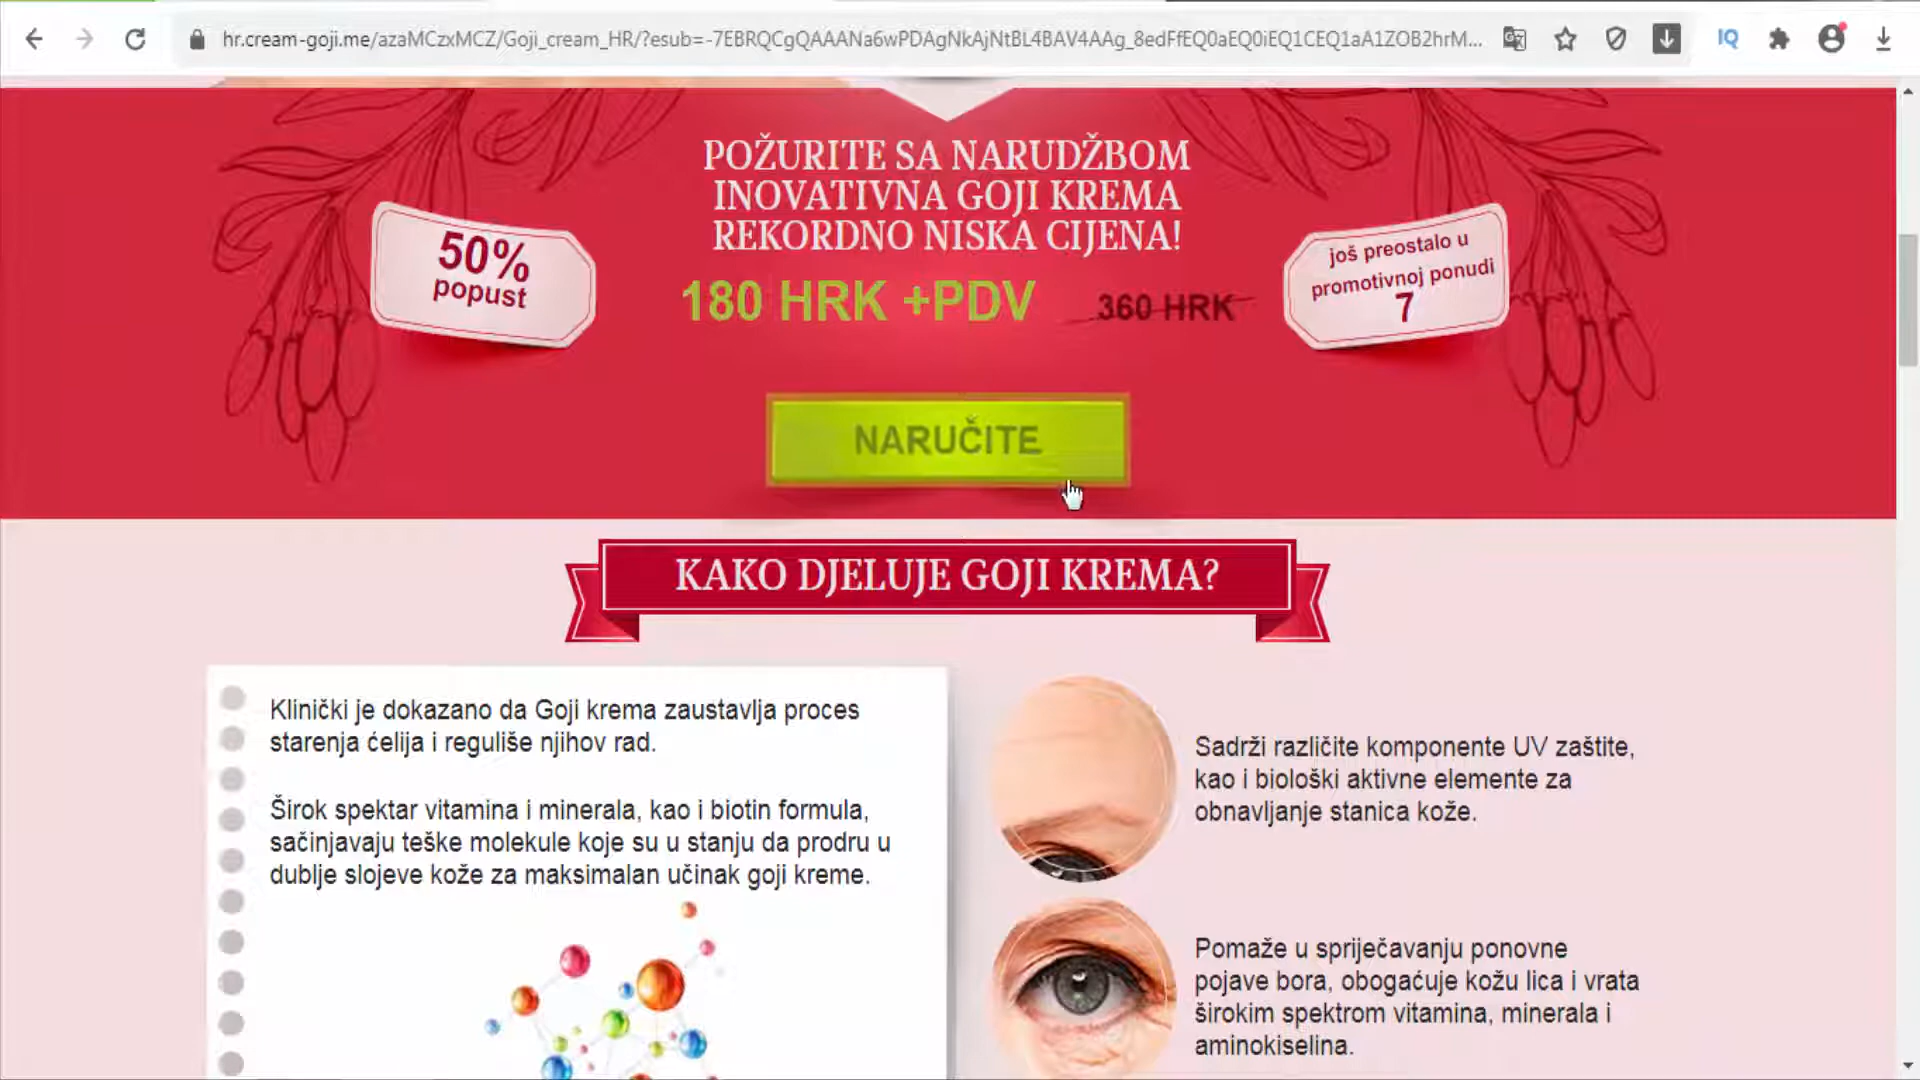 hr.cream-goji.me/azaMCzxMCZ/Goji_cream_HR/?esub=-7EBRQCgQAAANa6wPDAgNkAjNtBL4BAV4AAg_8edFfEQ0aEQ0iEQ1CEQ1aA1ZOB2hrM...
IQ
POŽURITE SA NARUDŽBOM
INOVATIVNA GOJI KREMA
REKORDNO NISKA CIJENA!
50%
popust
180 HRK +PDV
360 HRK
još preostalo u
promotivnoj ponudi
7
NARUČITE
KAKO DJELUJE GOJI KREMA?
Klinički je dokazano da Goji krema zaustavlja proces
starenja ćelija i reguliše njihov rad.
Širok spektar vitamina i minerala, kao i biotin formula,
sačinjavaju teške molekule koje su u stanju da prodru u
dublje slojeve kože za maksimalan učinak goji kreme.
Sadrži različite komponente UV zaštite,
kao i biološki aktivne elemente za
obnavljanje stanica kože.
Pomaže u spriječavanju ponovne
pojave bora, obogaćuje kožu lica i vrata
širokim spektrom vitamina, minerala i
aminokiselina.